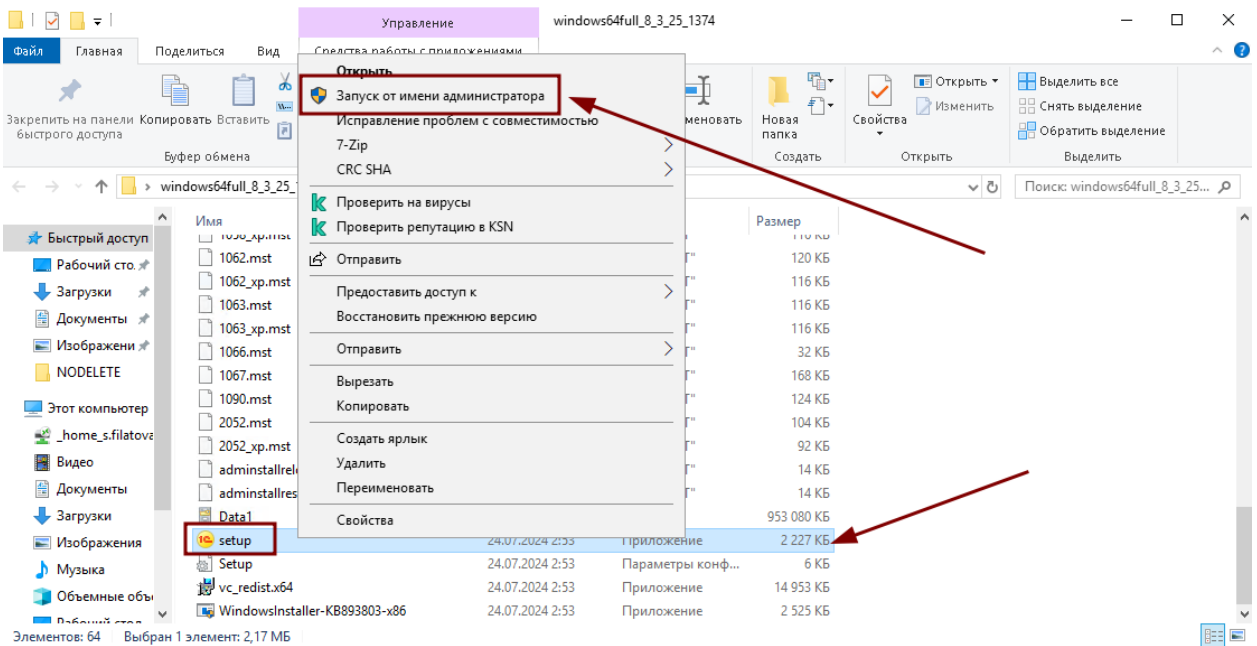 Управление
windows64full_8_3_25_1374
Файл
Главная
Поделиться
Вид
Средства работы с приложениями
Закрепить на панели быстрого доступа
Копировать
Вставить
Буфер обмена
Новая папка
Создать
Свойства
Открыть
Изменить
Открыть
Выделить все
Снять выделение
Обратить выделение
Выделить
windows64full_8_3_25_
Поиск: windows64full_8_3_25...
Быстрый доступ
Рабочий сто.
Загрузки
Документы
Изображени
NODELETE
Этот компьютер
_home_s.filatova
Видео
Документы
Загрузки
Изображения
Музыка
Объемные объ
Рабочий стол
Имя
Размер
1058_xp.mst
116 КБ
1062.mst
120 КБ
1062_xp.mst
116 КБ
1063.mst
116 КБ
1063_xp.mst
116 КБ
1066.mst
32 КБ
1067.mst
168 КБ
1090.mst
124 КБ
2052.mst
104 КБ
2052_xp.mst
92 КБ
adminstallrel
14 КБ
adminstallres
14 КБ
Data1
953 080 КБ
setup 24.07.2024 2:53 Приложение 2 227 КБ
Setup 24.07.2024 2:53 Параметры конф... 6 КБ
vc_redist.x64 24.07.2024 2:53 Приложение 14 953 КБ
WindowsInstaller-KB893803-x86 24.07.2024 2:53 Приложение 2 525 КБ
Открыть
Запуск от имени администратора
Исправление проблем с совместимостью
7-Zip
CRC SHA
Проверить на вирусы
Проверить репутацию в KSN
Отправить
Предоставить доступ к
Восстановить прежнюю версию
Отправить
Вырезать
Копировать
Создать ярлык
Удалить
Переименовать
Свойства
Элементов: 64
Выбран 1 элемент: 2,17 МБ